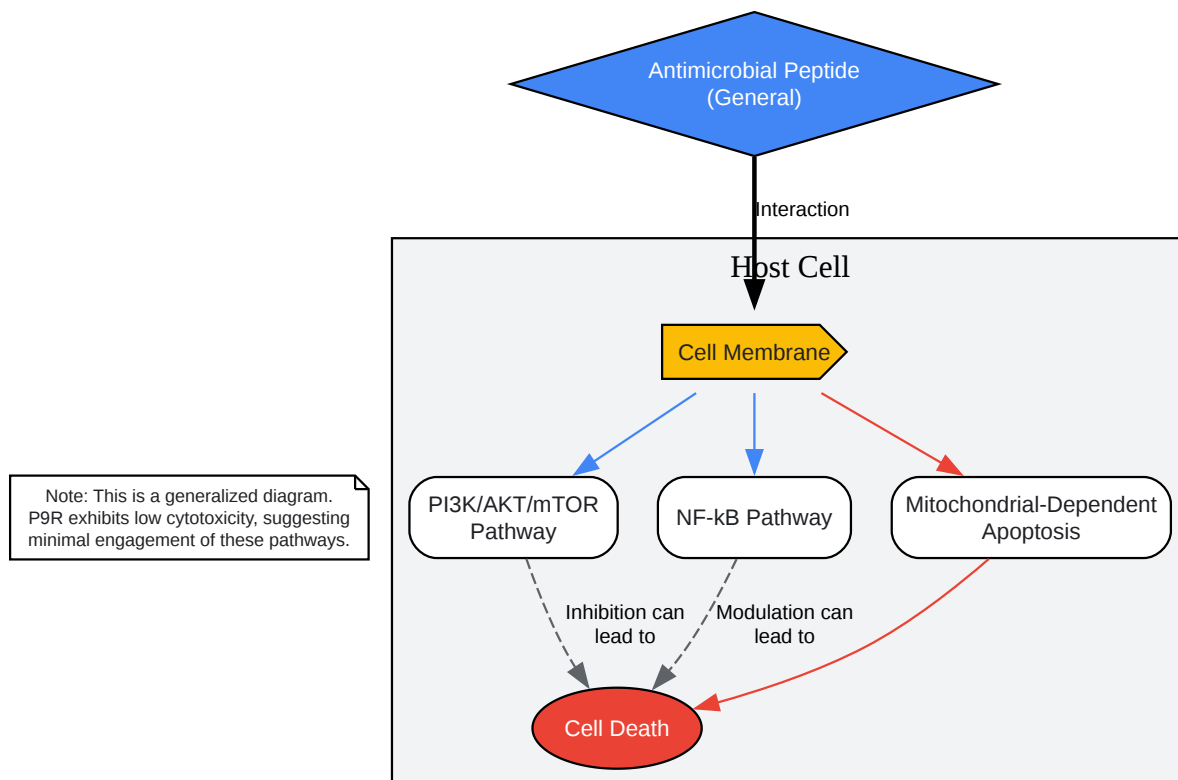 Antimicrobial Peptide
(General)
Interaction
Host Cell
Cell Membrane
PI3K/AKT/mTOR
Pathway
NF-kB Pathway
Mitochondrial-Dependent
Apoptosis
Note: This is a generalized diagram.
P9R exhibits low cytotoxicity, suggesting
minimal engagement of these pathways.
Inhibition can
lead to
Modulation can
lead to
Cell Death